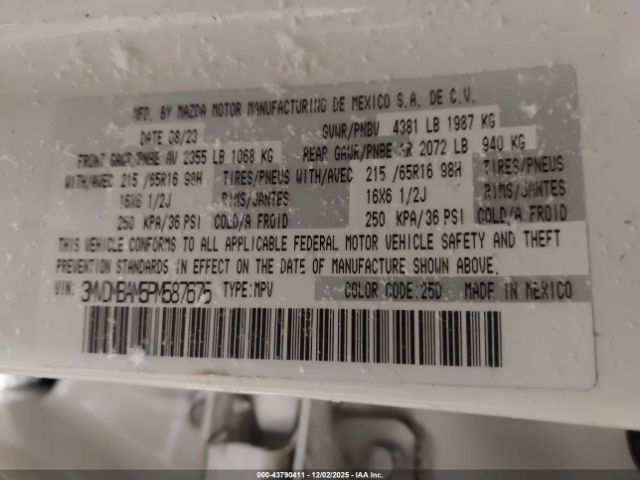 MFD. BY MAZDA MOTOR MANUFACTURING DE MEXICO S.A. DE C.V.
DATE 08/23 GVWR/PNBV 4381 LB 1987 KG
FRONT GAWR/PNBE AV 2355 LB 1068 KG REAR GAWR/PNBE AR 2072 LB 940 KG
WITH/AVEC 215 /65R16 98H TIRES/PNEUS WITH/AVEC 215 /65R16 98H TIRES/PNEUS
16X6 1/2J RIMS/JANTES 16X6 1/2J RIMS/JANTES
250 KPA/36 PSI COLD/A FROID 250 KPA/36 PSI COLD/A FROID
THIS VEHICLE CONFORMS TO ALL APPLICABLE FEDERAL MOTOR VEHICLE SAFETY AND THEFT
PREVENTION STANDARDS IN EFFECT ON THE DATE OF MANUFACTURE SHOWN ABOVE.
VIN: 3MVDMBAM5PM587675 TYPE:MPV COLOR CODE:25D MADE IN MEXICO
000-43790411 - 12/02/2025 - IAA Inc.